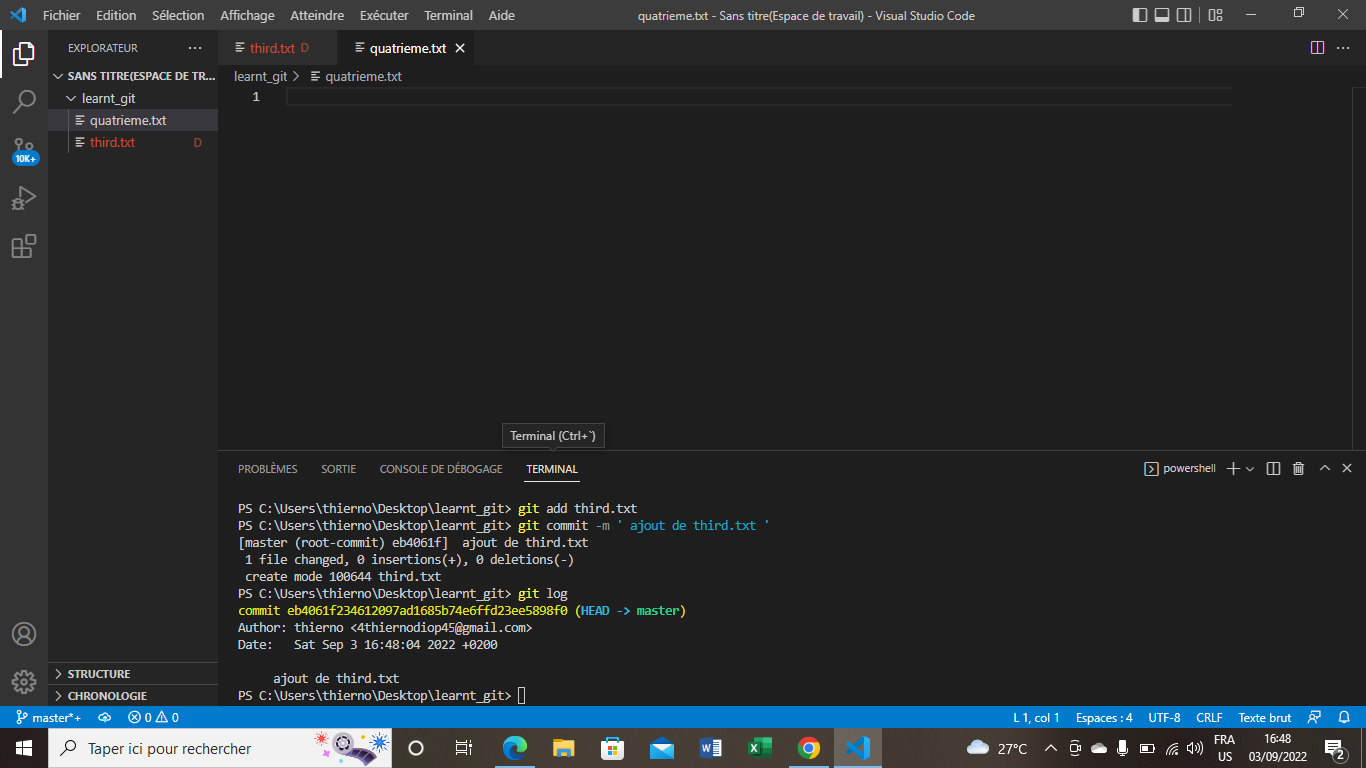 Fichier Edition Sélection Affichage Atteindre Exécuter Terminal Aide quatrieme.txt - Sans titre(Espace de travail) - Visual Studio Code
EXPLORATEUR ···
SANS TITRE(ESPACE DE TR...
learnt_git
quatrieme.txt
third.txt D
10K+
STRUCTURE
CHRONOLOGIE
third.txt D quatrieme.txt
learnt_git > quatrieme.txt
1
Terminal (Ctrl+`)
PROBLÈMES SORTIE CONSOLE DE DÉBOGAGE TERMINAL powershell
PS C:\Users\thierno\Desktop\learnt_git> git add third.txt
PS C:\Users\thierno\Desktop\learnt_git> git commit -m ' ajout de third.txt '
[master (root-commit) eb4061f]  ajout de third.txt
 1 file changed, 0 insertions(+), 0 deletions(-)
 create mode 100644 third.txt
PS C:\Users\thierno\Desktop\learnt_git> git log
commit eb4061f234612097ad1685b74e6ffd23ee5898f0 (HEAD -> master)
Author: thierno <4thiernodiop45@gmail.com>
Date:   Sat Sep 3 16:48:04 2022 +0200
     ajout de third.txt
PS C:\Users\thierno\Desktop\learnt_git>
master*+ 0 0 L 1, col 1 Espaces : 4 UTF-8 CRLF Texte brut
Taper ici pour rechercher 27°C FRA 16:48
US 03/09/2022 2